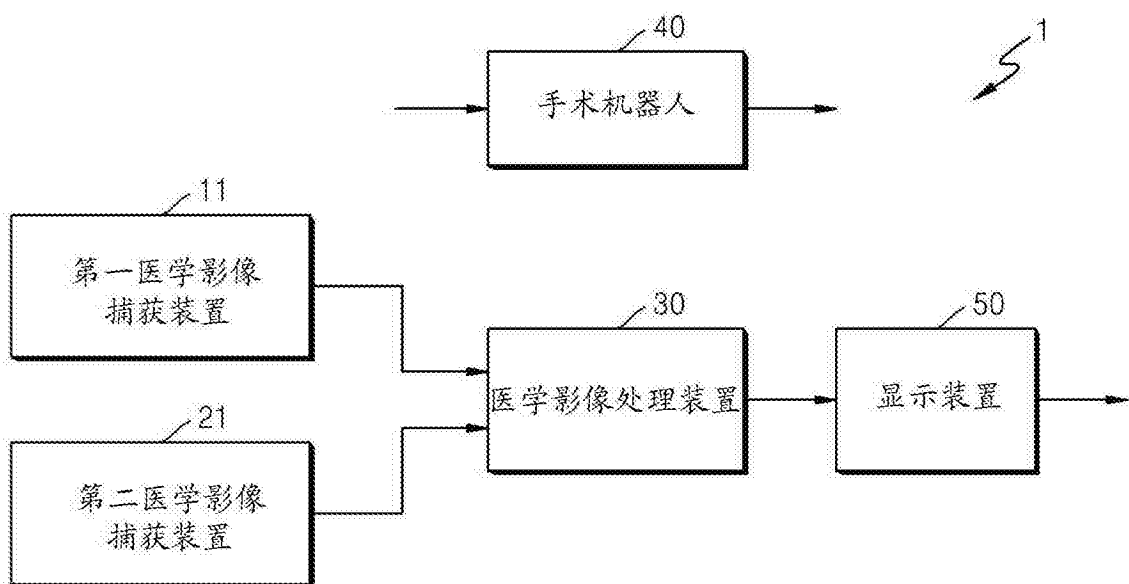 40
1
手术机器人
11
第一医学影像
捕获装置
30
50
医学影像处理装置
显示装置
21
第二医学影像
捕获装置